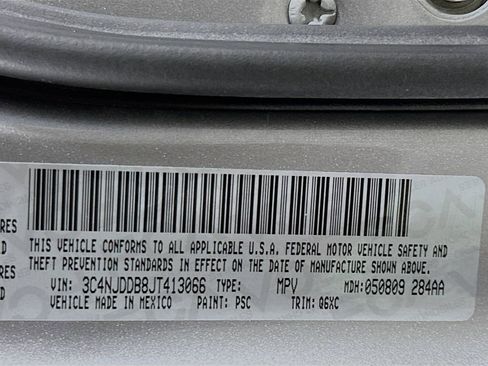 THIS VEHICLE CONFORMS TO ALL APPLICABLE U.S.A. FEDERAL MOTOR VEHICLE SAFETY AND
RES
D THEFT PREVENTION STANDARDS IN EFFECT ON THE DATE OF MANUFACTURE SHOWN ABOVE.
RES VIN: 3C4NJDDB8JT413066 TYPE: MPV MDH: 050809 284AA
D VEHICLE MADE IN MEXICO PAINT: PSC TRIM: Q6XC